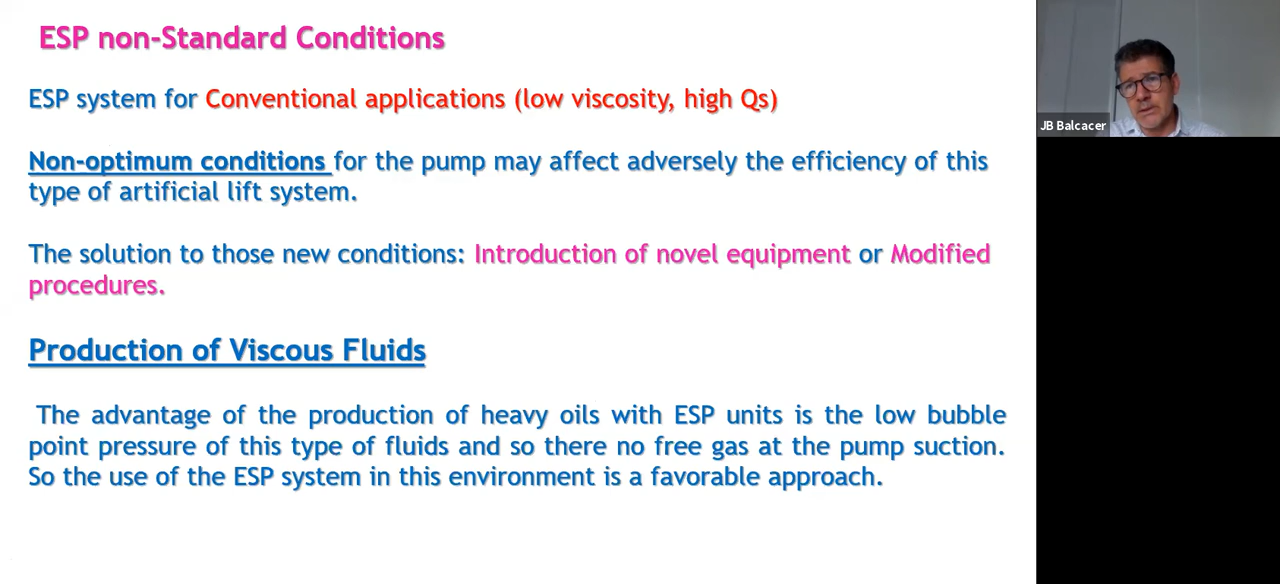 ESP non-Standard Conditions
ESP system for Conventional applications (low viscosity, high Qs)
Non-optimum conditions for the pump may affect adversely the efficiency of this
type of artificial lift system.
The solution to those new conditions: Introduction of novel equipment or Modified
procedures.
Production of Viscous Fluids
The advantage of the production of heavy oils with ESP units is the low bubble
point pressure of this type of fluids and so there no free gas at the pump suction.
So the use of the ESP system in this environment is a favorable approach.
JB Balcacer